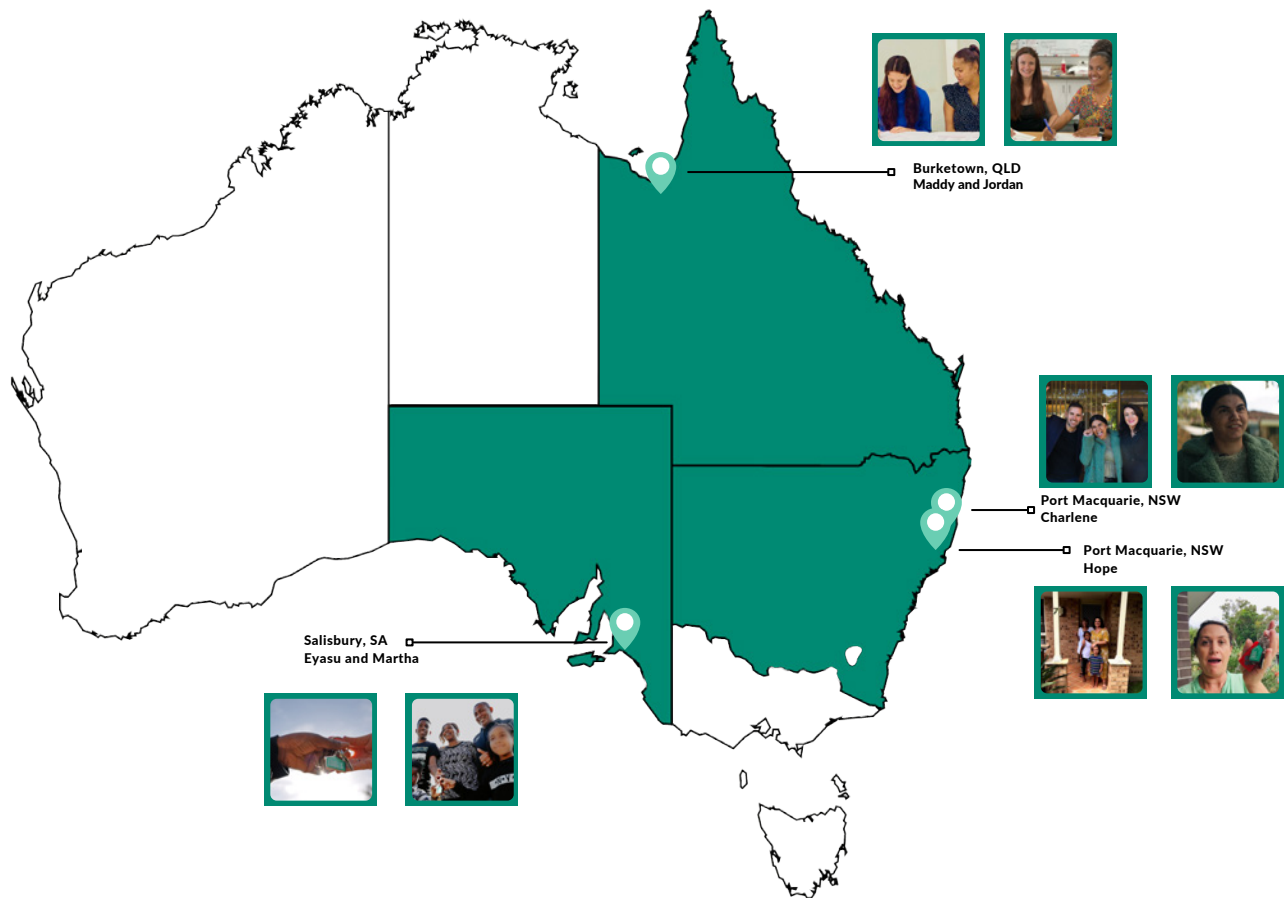 Burketown, QLD
Maddy and Jordan
Port Macquarie, NSW
Charlene
Port Macquarie, NSW
Hope
Salisbury, SA
Eyasu and Martha